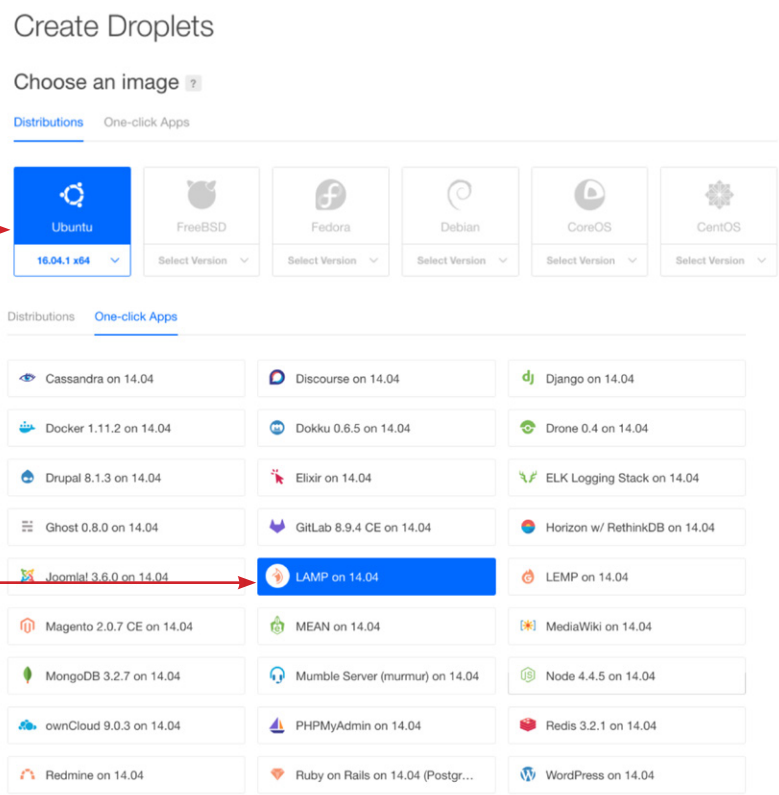 Create Droplets
Choose an image ?
Distributions One-click Apps
Ubuntu FreeBSD Fedora Debian CoreOS CentOS
16.04.1 x64 Select Version Select Version Select Version Select Version Select Version
Distributions One-click Apps
Cassandra on 14.04 Discourse on 14.04 dj Django on 14.04
Docker 1.11.2 on 14.04 Dokku 0.6.5 on 14.04 Drone 0.4 on 14.04
Drupal 8.1.3 on 14.04 Elixir on 14.04 ELK Logging Stack on 14.04
Ghost 0.8.0 on 14.04 GitLab 8.9.4 CE on 14.04 Horizon w/ RethinkDB on 14.04
Joomla! 3.6.0 on 14.04 LAMP on 14.04 LEMP on 14.04
Magento 2.0.7 CE on 14.04 MEAN on 14.04 MediaWiki on 14.04
MongoDB 3.2.7 on 14.04 Mumble Server (murmur) on 14.04 JS Node 4.4.5 on 14.04
ownCloud 9.0.3 on 14.04 PHPMyAdmin on 14.04 Redis 3.2.1 on 14.04
Redmine on 14.04 Ruby on Rails on 14.04 (Postgr... WordPress on 14.04